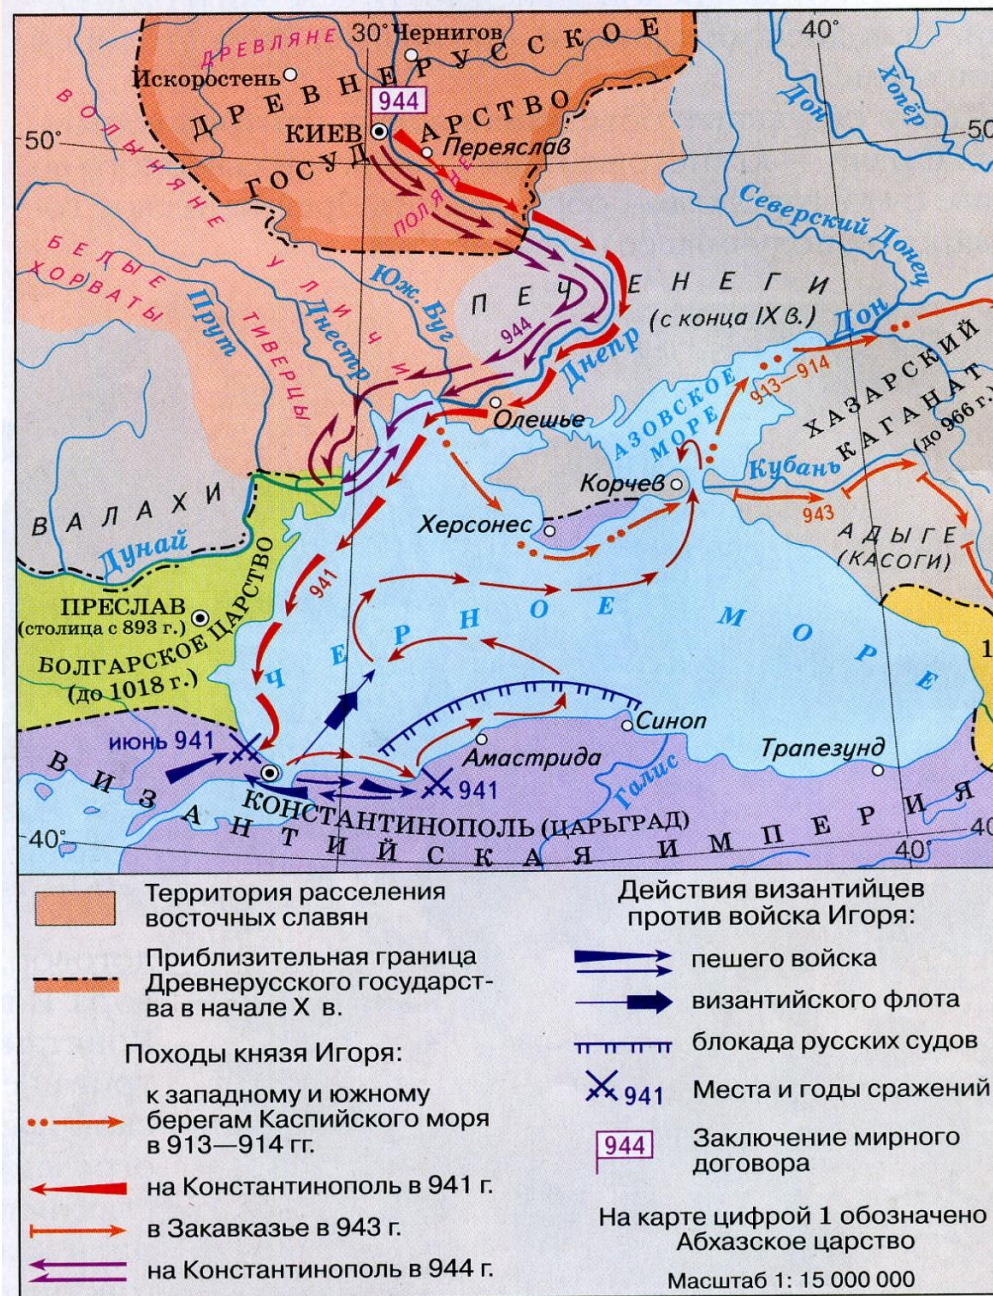 30°
40°
Чернигов
ДРЕВЛЯНЕ
Искоростень
ДРЕВНЕРУССКОЕ
ГОСУДАРСТВО
944
КИЕВ
Переяслав
ПОЛЯНЕ
ВОЛЫНЯНЕ
50°
50°
Дон
Хопёр
Северский Донец
БЕЛЫЕ
ХОРВАТЫ
УЛИЧИ
ТИВЕРЦЫ
Прут
Днестр
Юж. Буг
ПЕЧЕНЕГИ
(с конца IX в.)
944
Днепр
Дон
Олешье
АЗОВСКОЕ
МОРЕ
913—914
ХАЗАРСКИЙ
КАГАНАТ
(до 966 г.)
Корчев
Кубань
943
Херсонес
АДЫГЕ
(КАСОГИ)
ВАЛАХИ
Дунай
ПРЕСЛАВ
(столица с 893 г.)
БОЛГАРСКОЕ ЦАРСТВО
(до 1018 г.)
941
ЧЕРНОЕ МОРЕ
1
июнь 941
Синоп
Амастрида
Трапезунд
941
Галис
КОНСТАНТИНОПОЛЬ (ЦАРЬГРАД)
ВИЗАНТИЙСКАЯ ИМПЕРИЯ
40°
40°
40°
Территория расселения
восточных славян
Приблизительная граница
Древнерусского государст-
ва в начале X в.
Походы князя Игоря:
к западному и южному
берегам Каспийского моря
в 913—914 гг.
на Константинополь в 941 г.
в Закавказье в 943 г.
на Константинополь в 944 г.
Действия византийцев
против войска Игоря:
пешего войска
византийского флота
блокада русских судов
941 Места и годы сражений
944 Заключение мирного
договора
На карте цифрой 1 обозначено
Абхазское царство
Масштаб 1: 15 000 000